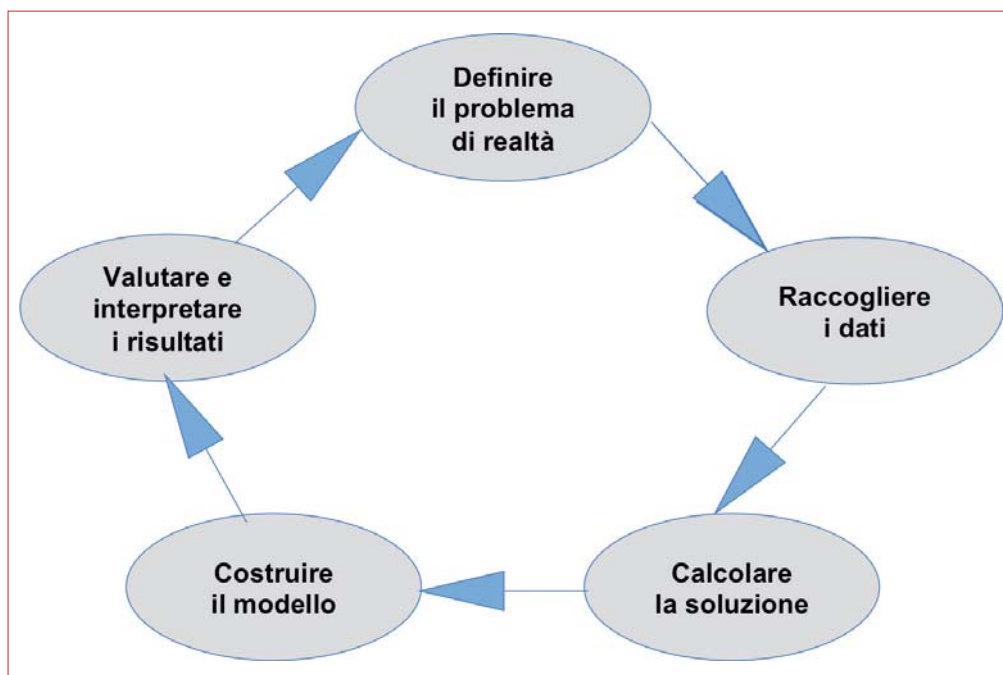 Definire
il problema
di realtà
Raccogliere
i dati
Calcolare
la soluzione
Costruire
il modello
Valutare e
interpretare
i risultati